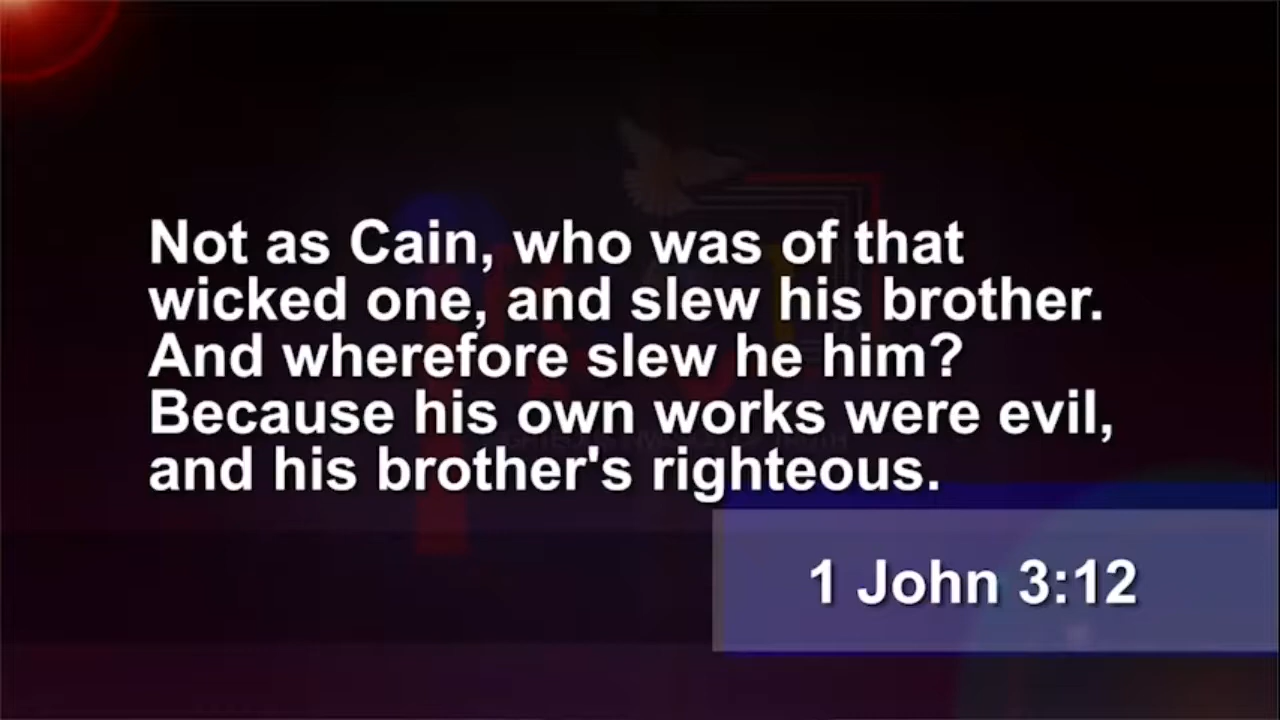 Not as Cain, who was of that
wicked one, and slew his brother.
And wherefore slew he him?
Because his own works were evil,
and his brother's righteous.
1 John 3:12